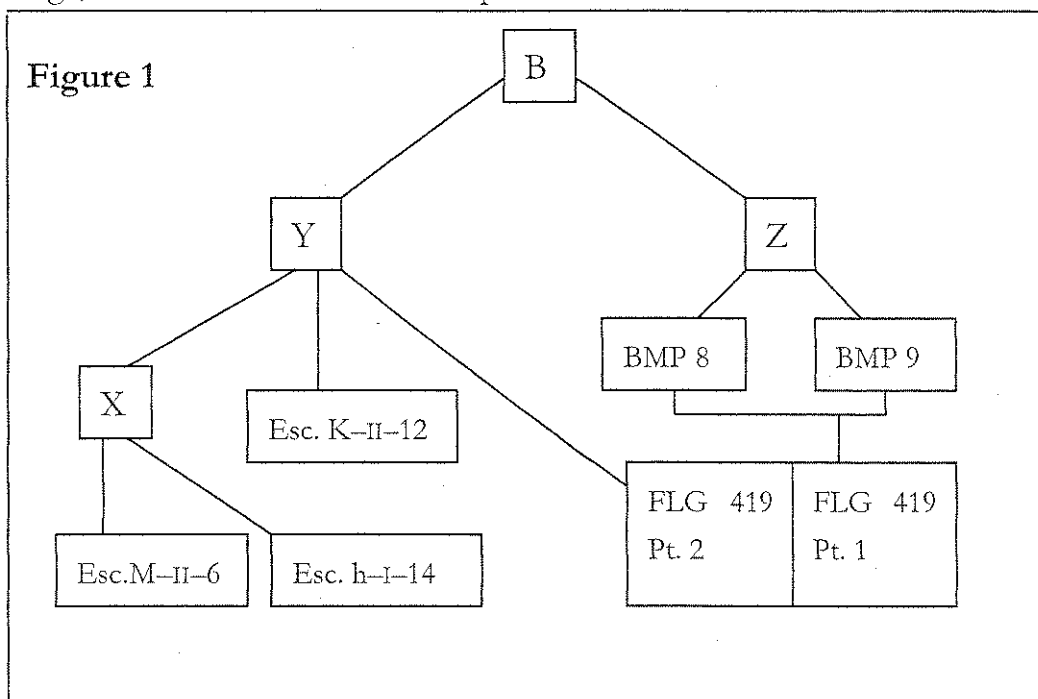 Figure 1
B
Y
Z
BMP 8
BMP 9
X
Esc. K–II–12
FLG 419
Pt. 2
FLG 419
Pt. 1
Esc.M–II–6
Esc. h–I–14